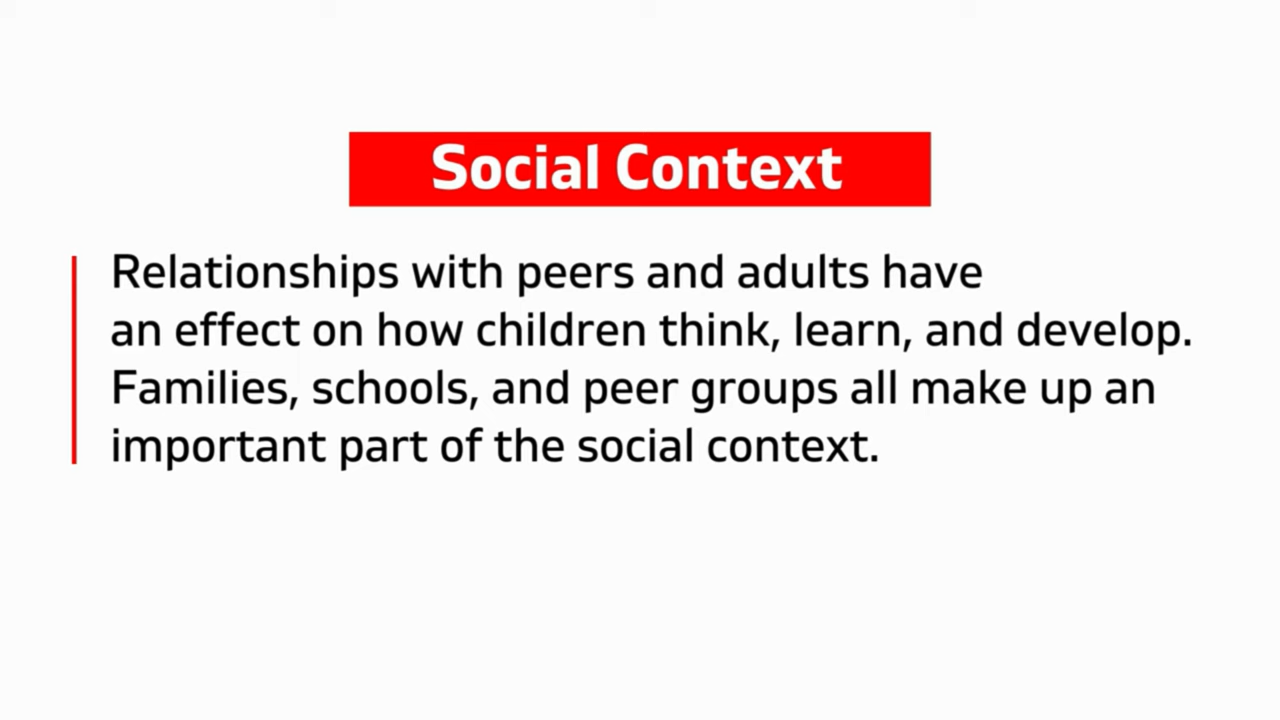 Social Context
Relationships with peers and adults have
an effect on how children think, learn, and develop.
Families, schools, and peer groups all make up an
important part of the social context.